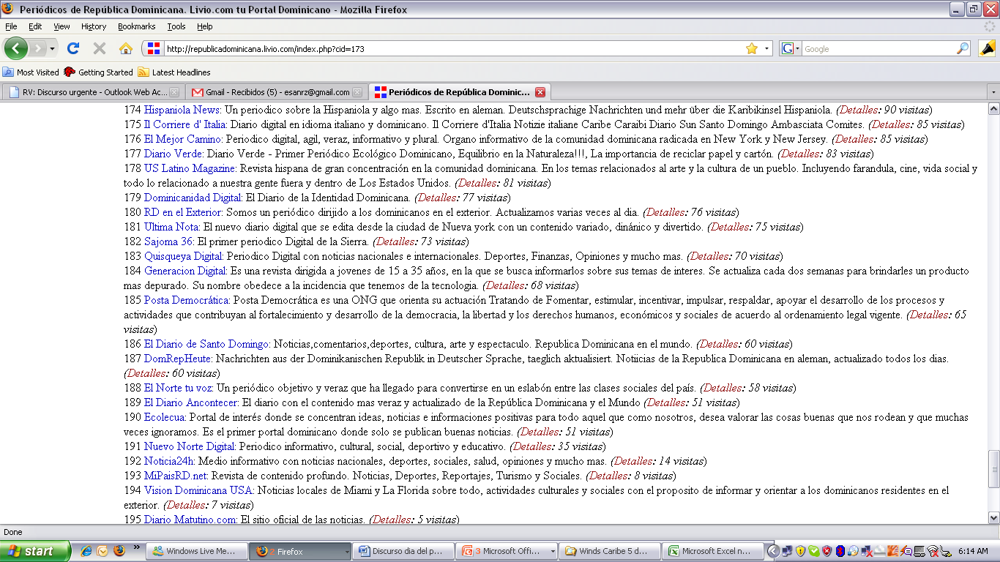 Periódicos de República Dominicana. Livio.com tu Portal Dominicano - Mozilla Firefox
File Edit View History Bookmarks Tools Help
http://republicadominicana.livio.com/index.php?cid=173
Google
Most Visited Getting Started Latest Headlines
RV: Discurso urgente - Outlook Web Ac... Gmail - Recibidos (5) - esanrz@gmail.com Periódicos de República Dominic...
174 Hispaniola News: Un periodico sobre la Hispaniola y algo mas. Escrito en aleman. Deutschsprachige Nachrichten und mehr über die Karibikinsel Hispaniola. (Detalles: 90 visitas)
175 Il Corriere d' Italia: Diario digital en idioma italiano y dominicano. Il Corriere d'Italia Notizie italiane Caribe Caraibi Diario Sun Santo Domingo Ambasciata Comites. (Detalles: 85 visitas)
176 El Mejor Camino: Periodico digital, agil, veraz, informativo y plural. Organo informativo de la comunidad dominicana radicada en New York y New Jersey. (Detalles: 85 visitas)
177 Diario Verde: Diario Verde - Primer Periódico Ecológico Dominicano, Equilibrio en la Naturaleza!!!, La importancia de reciclar papel y cartón. (Detalles: 83 visitas)
178 US Latino Magazine: Revista hispana de gran concentración en la comunidad dominicana. En los temas relacionados al arte y la cultura de un pueblo. Incluyendo farandula, cine, vida social y
todo lo relacionado a nuestra gente fuera y dentro de Los Estados Unidos. (Detalles: 81 visitas)
179 Dominicanidad Digital: El Diario de la Identidad Dominicana. (Detalles: 77 visitas)
180 RD en el Exterior: Somos un periódico dirijido a los dominicanos en el exterior. Actualizamos varias veces al dia. (Detalles: 76 visitas)
181 Ultima Nota: El nuevo diario digital que se edita desde la ciudad de Nueva york con un contenido variado, dinánico y divertido. (Detalles: 75 visitas)
182 Sajoma 36: El primer periodico Digital de la Sierra. (Detalles: 73 visitas)
183 Quisqueya Digital: Periodico Digital con noticias nacionales e internacionales. Deportes, Finanzas, Opiniones y mucho mas. (Detalles: 70 visitas)
184 Generacion Digital: Es una revista dirigida a jovenes de 15 a 35 años, en la que se busca informarlos sobre sus temas de interes. Se actualiza cada dos semanas para brindarles un producto
mas depurado. Su nombre obedece a la incidencia que tenemos de la tecnologia. (Detalles: 68 visitas)
185 Posta Democrática: Posta Democrática es una ONG que orienta su actuación Tratando de Fomentar, estimular, incentivar, impulsar, respaldar, apoyar el desarrollo de los procesos y
actividades que contribuyan al fortalecimiento y desarrollo de la democracia, la libertad y los derechos humanos, económicos y sociales de acuerdo al ordenamiento legal vigente. (Detalles: 65
visitas)
186 El Diario de Santo Domingo: Noticias,comentarios,deportes, cultura, arte y espectaculo. Republica Dominicana en el mundo. (Detalles: 60 visitas)
187 DomRepHeute: Nachrichten aus der Dominikanischen Republik in Deutscher Sprache, taeglich aktualisiert. Notiicias de la Republica Dominicana en aleman, actualizado todos los dias.
(Detalles: 60 visitas)
188 El Norte tu voz: Un periódico objetivo y veraz que ha llegado para convertirse en un eslabón entre las clases sociales del país. (Detalles: 58 visitas)
189 El Diario Ancontecer: El diario con el contenido mas veraz y actualizado de la República Dominicana y el Mundo (Detalles: 51 visitas)
190 Ecolecua: Portal de interés donde se concentran ideas, noticias e informaciones positivas para todo aquel que como nosotros, desea valorar las cosas buenas que nos rodean y que muchas
veces ignoramos. Es el primer portal dominicano donde solo se publican buenas noticias. (Detalles: 51 visitas)
191 Nuevo Norte Digital: Periodico informativo, cultural, social, deportivo y educativo. (Detalles: 35 visitas)
192 Noticia24h: Medio informativo con noticias nacionales, deportes, sociales, salud, opiniones y mucho mas. (Detalles: 14 visitas)
193 MiPaisRD.net: Revista de contenido profundo. Noticias, Deportes, Reportajes, Turismo y Sociales. (Detalles: 8 visitas)
194 Vision Dominicana USA: Noticias locales de Miami y La Florida sobre todo, actividades culturales y sociales con el proposito de informar y orientar a los dominicanos residentes en el
exterior. (Detalles: 7 visitas)
195 Diario Matutino.com: El sitio oficial de las noticias. (Detalles: 5 visitas)
Done
start Windows Live Me... ? Firefox Discurso dia del p... 3 Microsoft Offi... Winds Caribe 5 d... Microsoft Excel n... 6:14 AM